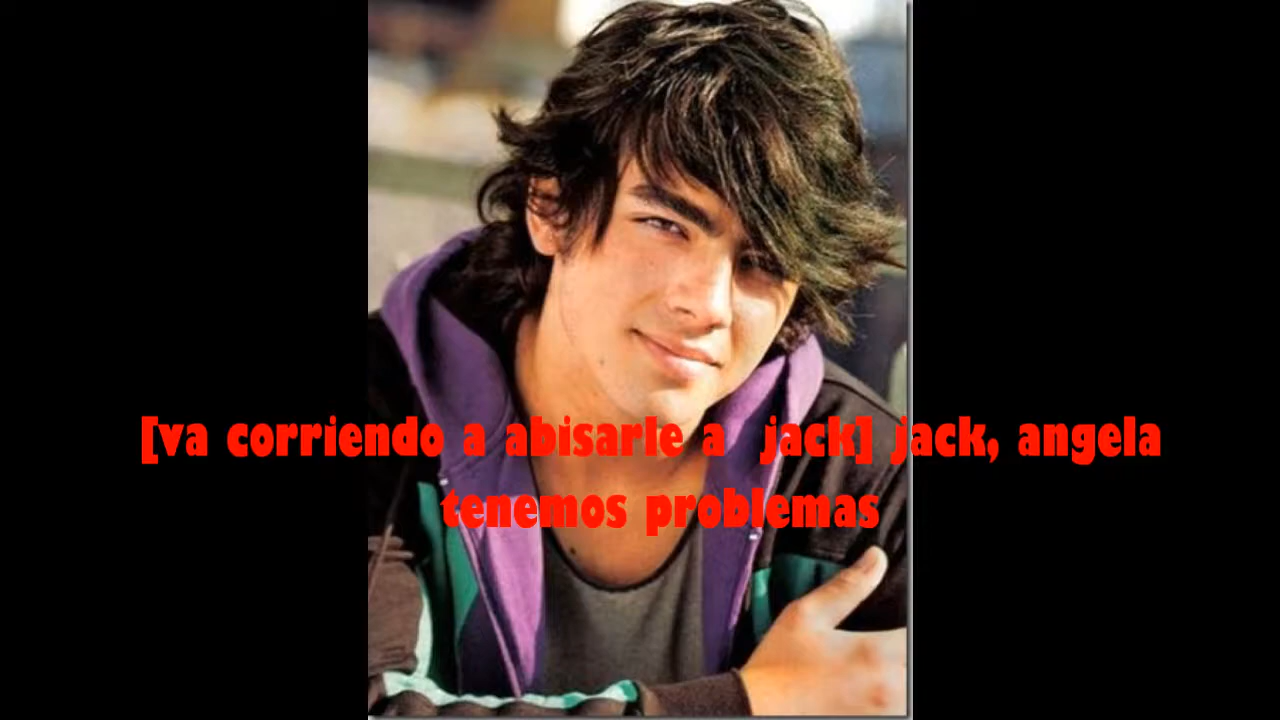 [va corriendo a abisarle a  jack] jack, angela
tenemos problemas